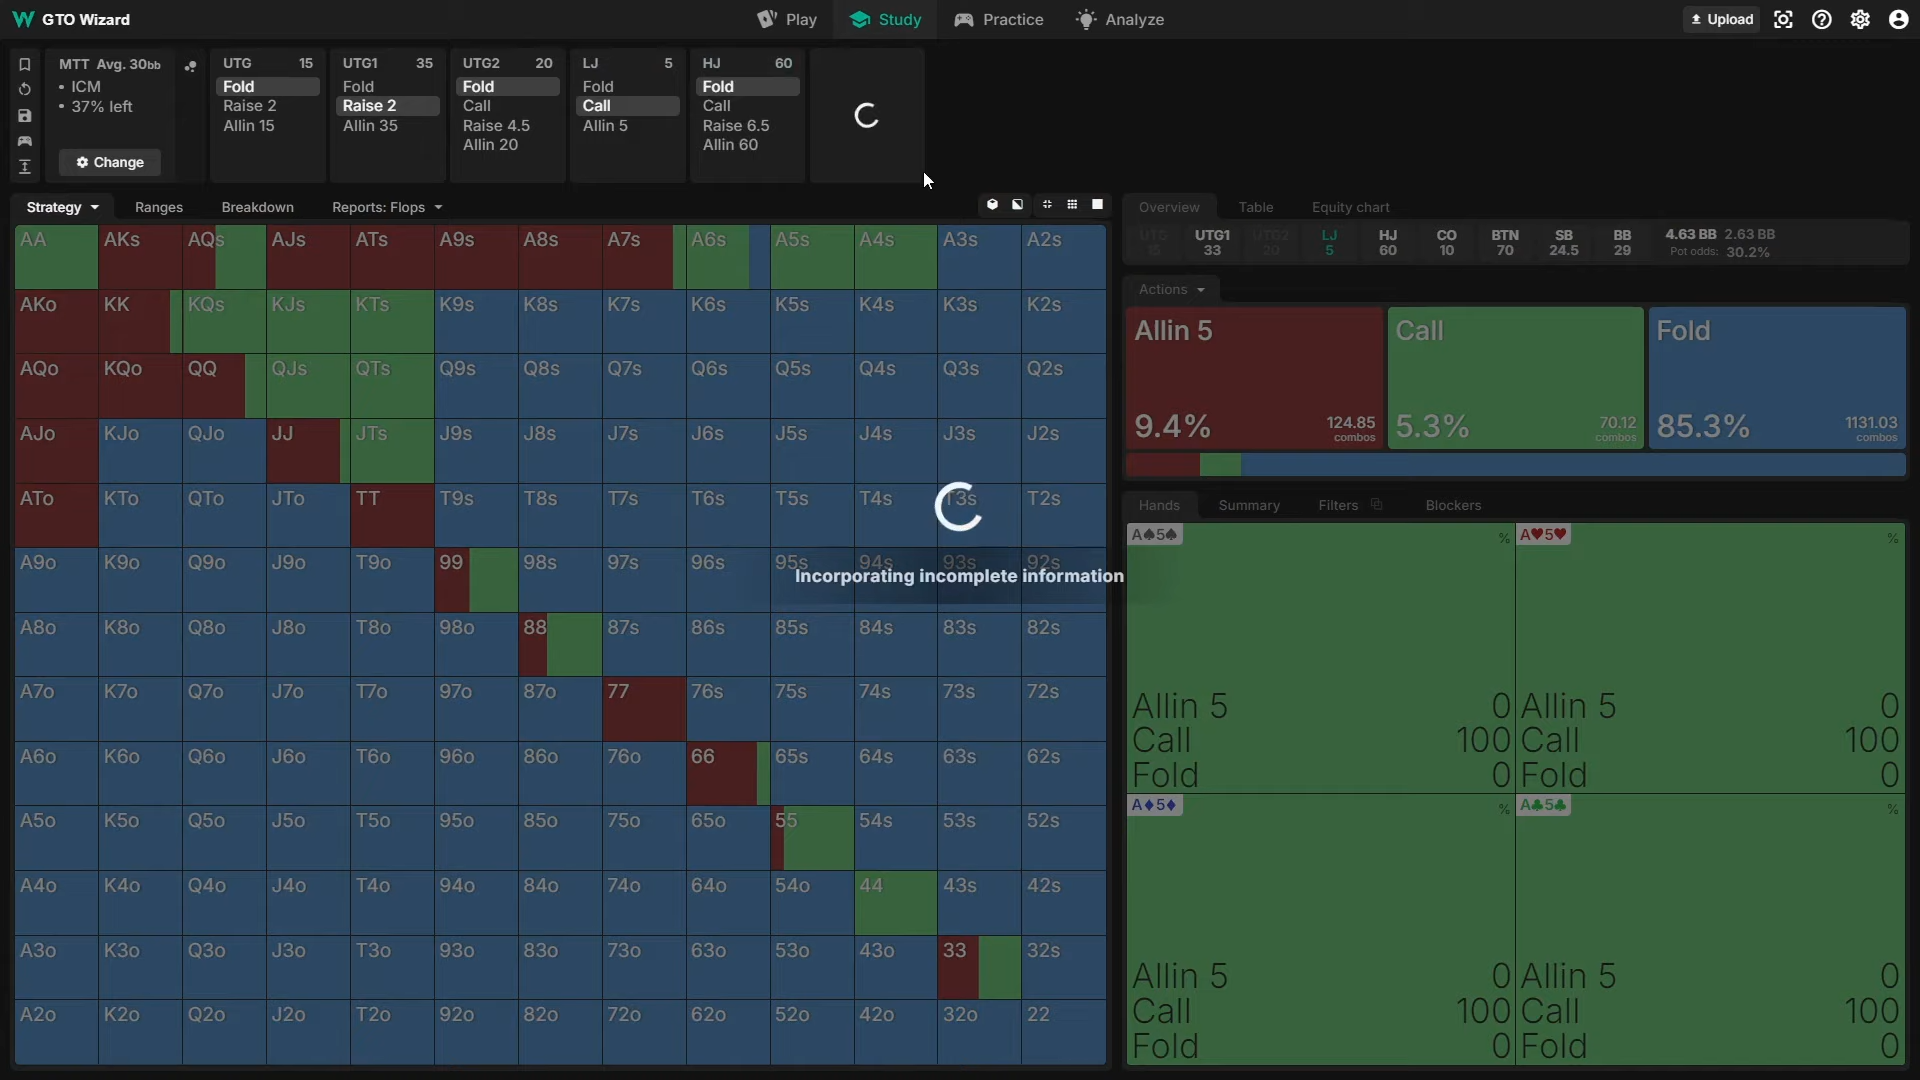 GTO Wizard
Play
Study
Practice
Analyze
Upload
MTT Avg. 30bb
• ICM
• 37% left
Change
UTG 15
Fold
Raise 2
Allin 15
UTG1 35
Fold
Raise 2
Allin 35
UTG2 20
Fold
Call
Raise 4.5
Allin 20
LJ 5
Fold
Call
Allin 5
HJ 60
Fold
Call
Raise 6.5
Allin 60
Strategy Ranges Breakdown Reports: Flops
AA AKs AQs AJs ATs A9s A8s A7s A6s A5s A4s A3s A2s
AKo KK KQs KJs KTs K9s K8s K7s K6s K5s K4s K3s K2s
AQo KQo QQ QJs QTs Q9s Q8s Q7s Q6s Q5s Q4s Q3s Q2s
AJo KJo QJo JJ JTs J9s J8s J7s J6s J5s J4s J3s J2s
ATo KTo QTo JTo TT T9s T8s T7s T6s T5s T4s T3s T2s
A9o K9o Q9o J9o T9o 99 98s 97s 96s 95s 94s 93s 92s
Incorporating incomplete information
A8o K8o Q8o J8o T8o 98o 88 87s 86s 85s 84s 83s 82s
A7o K7o Q7o J7o T7o 97o 87o 77 76s 75s 74s 73s 72s
A6o K6o Q6o J6o T6o 96o 86o 76o 66 65s 64s 63s 62s
A5o K5o Q5o J5o T5o 95o 85o 75o 65o 55 54s 53s 52s
A4o K4o Q4o J4o T4o 94o 84o 74o 64o 54o 44 43s 42s
A3o K3o Q3o J3o T3o 93o 83o 73o 63o 53o 43o 33 32s
A2o K2o Q2o J2o T2o 92o 82o 72o 62o 52o 42o 32o 22
Overview Table Equity chart
UTG UTG1 UTG2 LJ HJ CO BTN SB BB 4.63 BB 2.63 BB
15 33 20 5 60 10 70 24.5 29 Pot odds: 30.2%
Actions
Allin 5
9.4% 124.85
combos
Call
5.3% 70.12
combos
Fold
85.3% 1131.03
combos
Hands Summary Filters Blockers
A♠5♠ %
Allin 5 0
Call 100
Fold 0
A♥5♥ %
Allin 5 0
Call 100
Fold 0
A♦5♦ %
Allin 5 0
Call 100
Fold 0
A♣5♣ %
Allin 5 0
Call 100
Fold 0